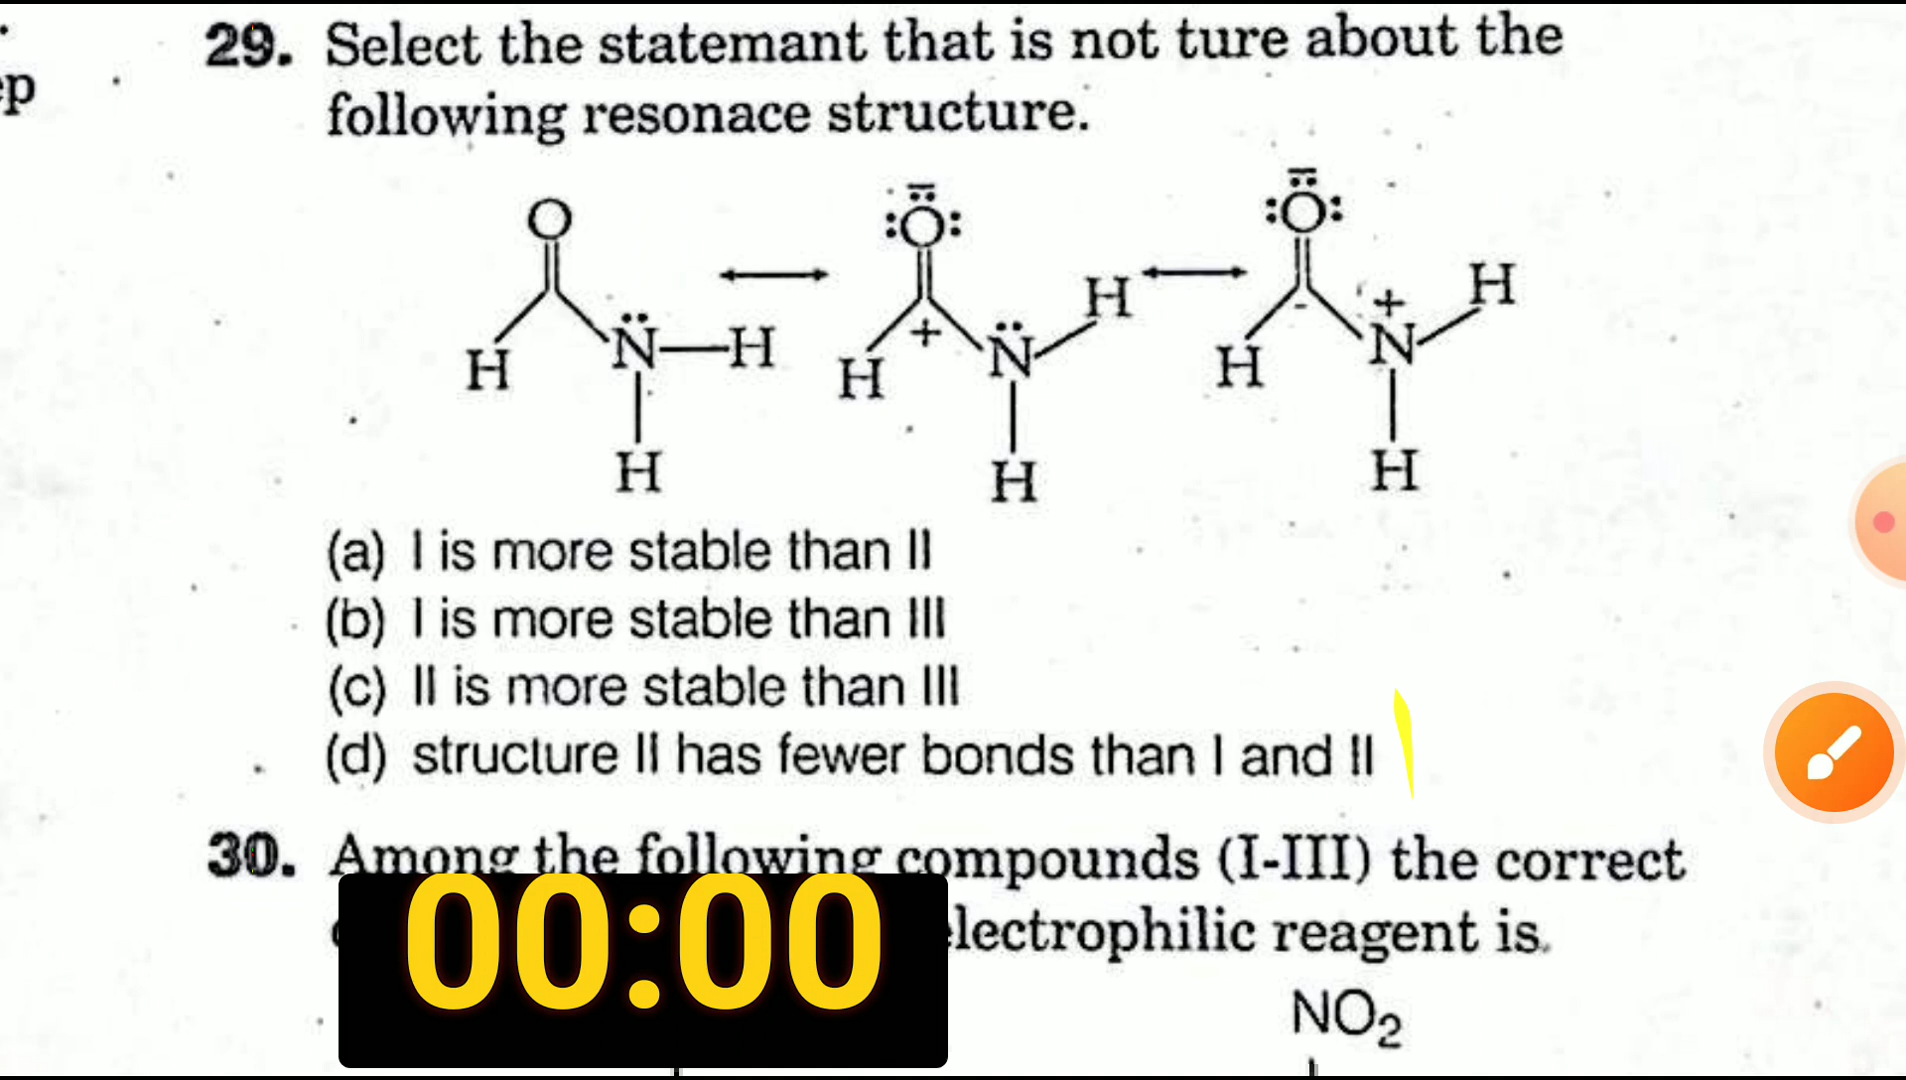 ep
29. Select the statemant that is not ture about the
following resonace structure.
O
H
N̈
H
H
:Ö:
+
H
N̈
H
H
:Ö:
-
+
H
N
H
H
(a) I is more stable than II
(b) I is more stable than III
(c) II is more stable than III
(d) structure II has fewer bonds than I and II
30. Among the following compounds (I-III) the correct
lectrophilic reagent is.
00:00
NO₂